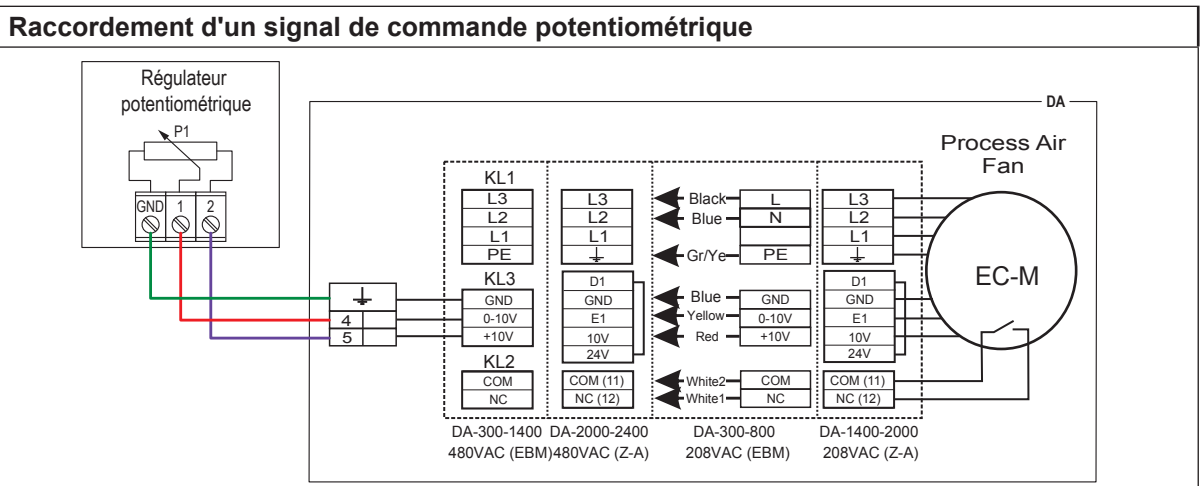 Raccordement d'un signal de commande potentiométrique
Régulateur
potentiométrique
P1
GND 1 2
4
5
DA
Process Air
Fan
EC-M
KL1
L3
L2
L1
PE
KL3
GND
0-10V
+10V
KL2
COM
NC
DA-300-1400
480VAC (EBM)
L3
L2
L1
D1
GND
E1
10V
24V
COM (11)
NC (12)
DA-2000-2400
480VAC (Z-A)
Black L
Blue N
Gr/Ye PE
Blue GND
Yellow 0-10V
Red +10V
White2 COM
White1 NC
DA-300-800
208VAC (EBM)
L3
L2
L1
D1
GND
E1
10V
24V
COM (11)
NC (12)
DA-1400-2000
208VAC (Z-A)